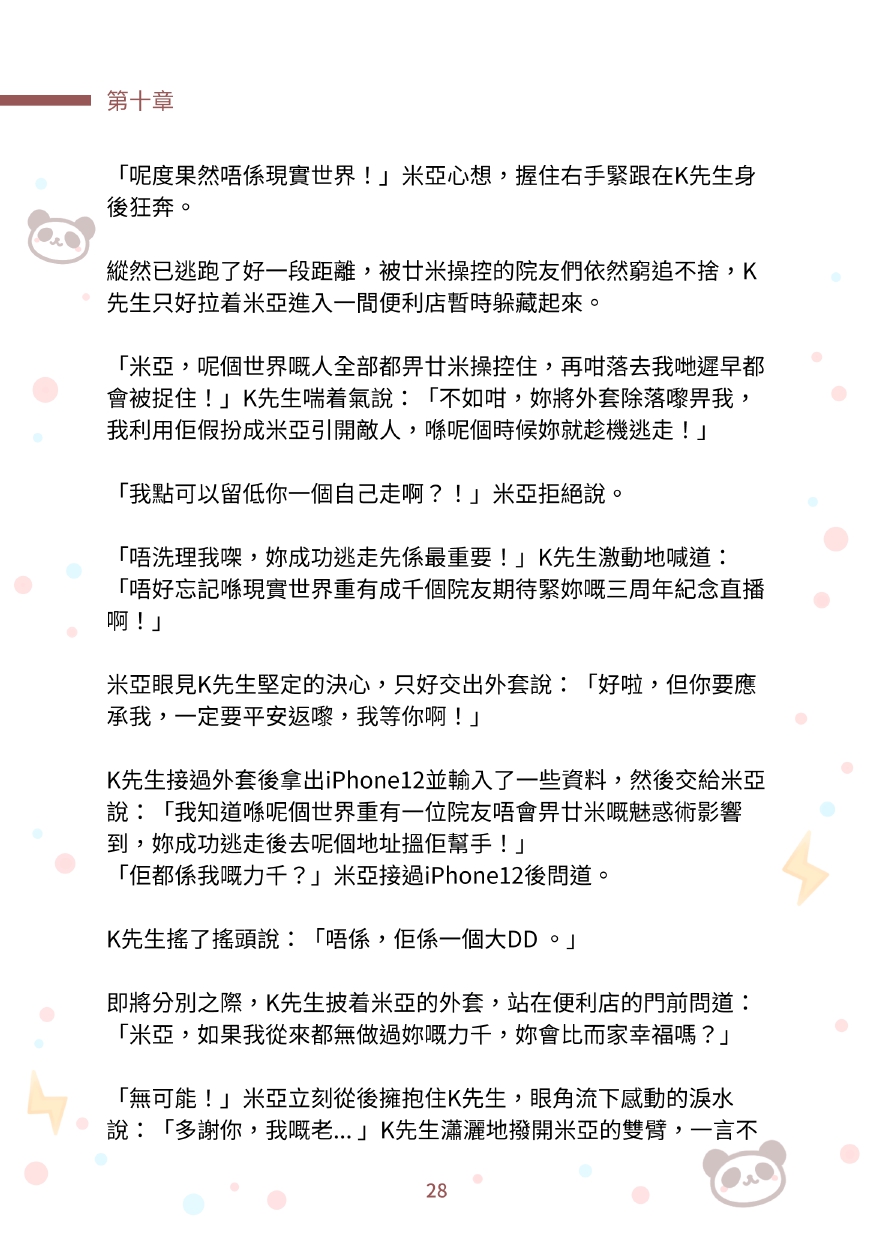 第十章
「呢度果然唔係現實世界！」米亞心想，握住右手緊跟在K先生身
後狂奔。
縱然已逃跑了好一段距離，被廿米操控的院友們依然窮追不捨，K
先生只好拉着米亞進入一間便利店暫時躲藏起來。
「米亞，呢個世界嘅人全部都畀廿米操控住，再咁落去我哋遲早都
會被捉住！」K先生喘着氣說：「不如咁，妳將外套除落嚟畀我，
我利用佢假扮成米亞引開敵人，喺呢個時候妳就趁機逃走！」
「我點可以留低你一個自己走啊？！」米亞拒絕說。
「唔洗理我㗎，妳成功逃走先係最重要！」K先生激動地喊道：
「唔好忘記喺現實世界重有成千個院友期待緊妳嘅三周年紀念直播
啊！」
米亞眼見K先生堅定的決心，只好交出外套說：「好啦，但你要應
承我，一定要平安返嚟，我等你啊！」
K先生接過外套後拿出iPhone12並輸入了一些資料，然後交給米亞
說：「我知道喺呢個世界重有一位院友唔會畀廿米嘅魅惑術影響
到，妳成功逃走後去呢個地址搵佢幫手！」
「佢都係我嘅力千？」米亞接過iPhone12後問道。
K先生搖了搖頭說：「唔係，佢係一個大DD 。」
即將分別之際，K先生披着米亞的外套，站在便利店的門前問道：
「米亞，如果我從來都無做過妳嘅力千，妳會比而家幸福嗎？」
「無可能！」米亞立刻從後擁抱住K先生，眼角流下感動的淚水
說：「多謝你，我嘅老... 」K先生瀟灑地撥開米亞的雙臂，一言不
28